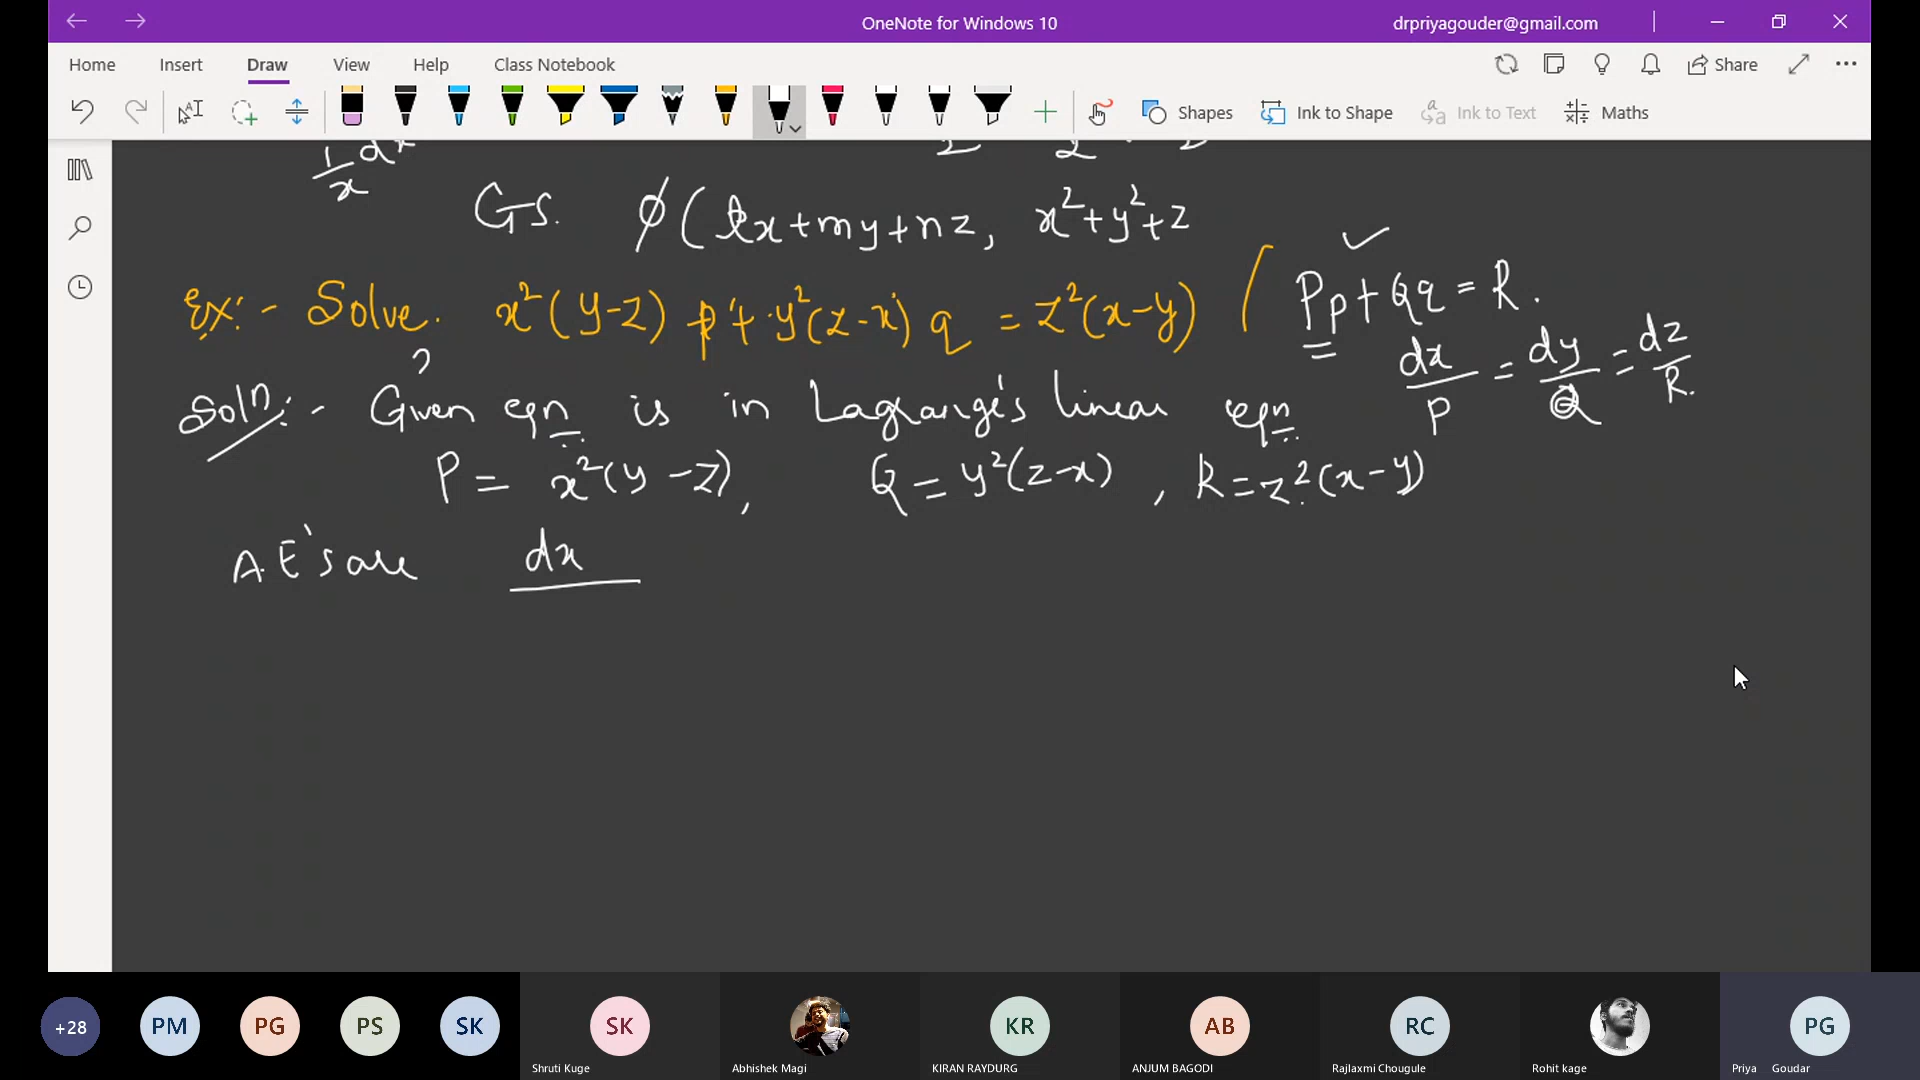 OneNote for Windows 10
drpriyagouder@gmail.com
Home Insert Draw View Help Class Notebook
Share
Shapes Ink to Shape Ink to Text Maths
1/x dx
GS. φ(lx+my+nz, x²+y²+z
Ex:- Solve. x²(y-z) p + y²(z-x) q = z²(x-y) / Pp+Qq=R.
dx/P = dy/Q = dz/R.
Soln:- Given eqn is in Lagrange's linear eqn
P = x²(y-z), Q = y²(z-x), R = z²(x-y)
A.E's are dx
+28 PM PG PS SK SK KR AB RC PG
Shruti Kuge Abhishek Magi KIRAN RAYDURG ANJUM BAGODI Rajlaxmi Chougule Rohit kage Priya Goudar